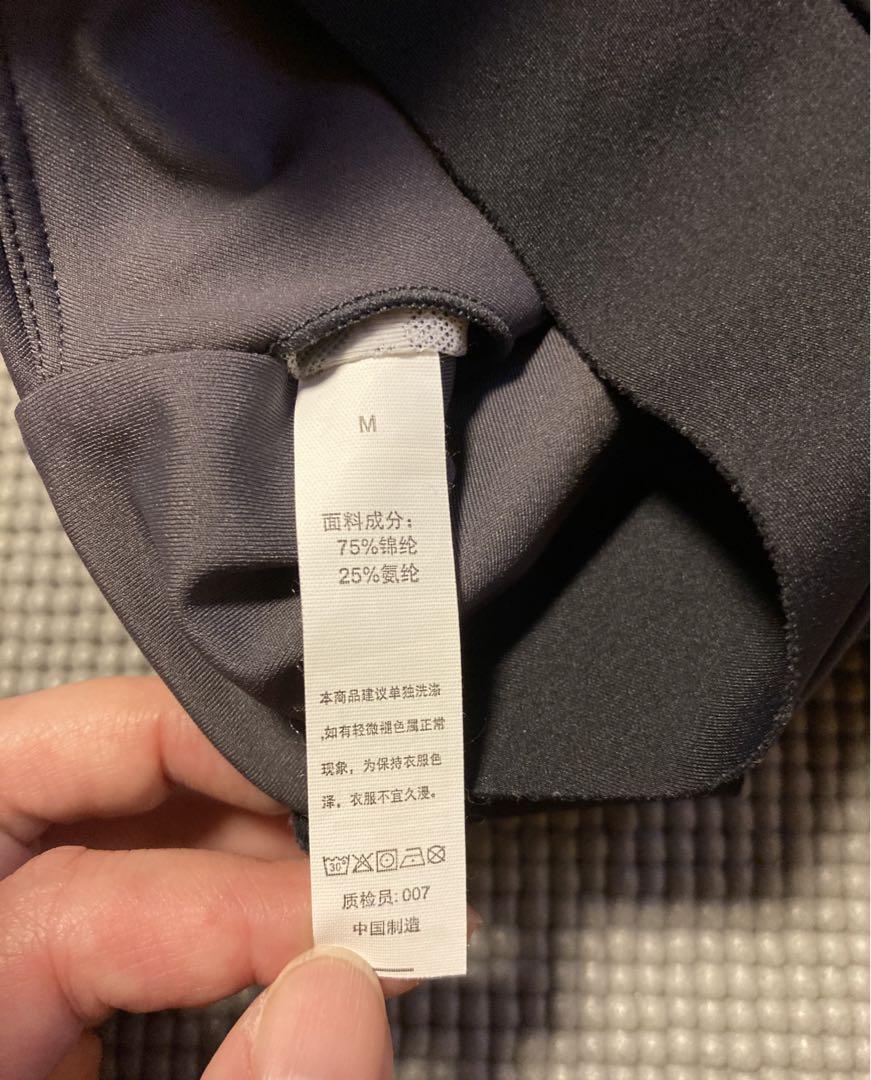 M
面料成分:
75%锦纶
25%氨纶
本商品建议单独洗涤
,如有轻微褪色属正常
现象，为保持衣服色
泽，衣服不宜久浸。
30°
质检员:007
中国制造